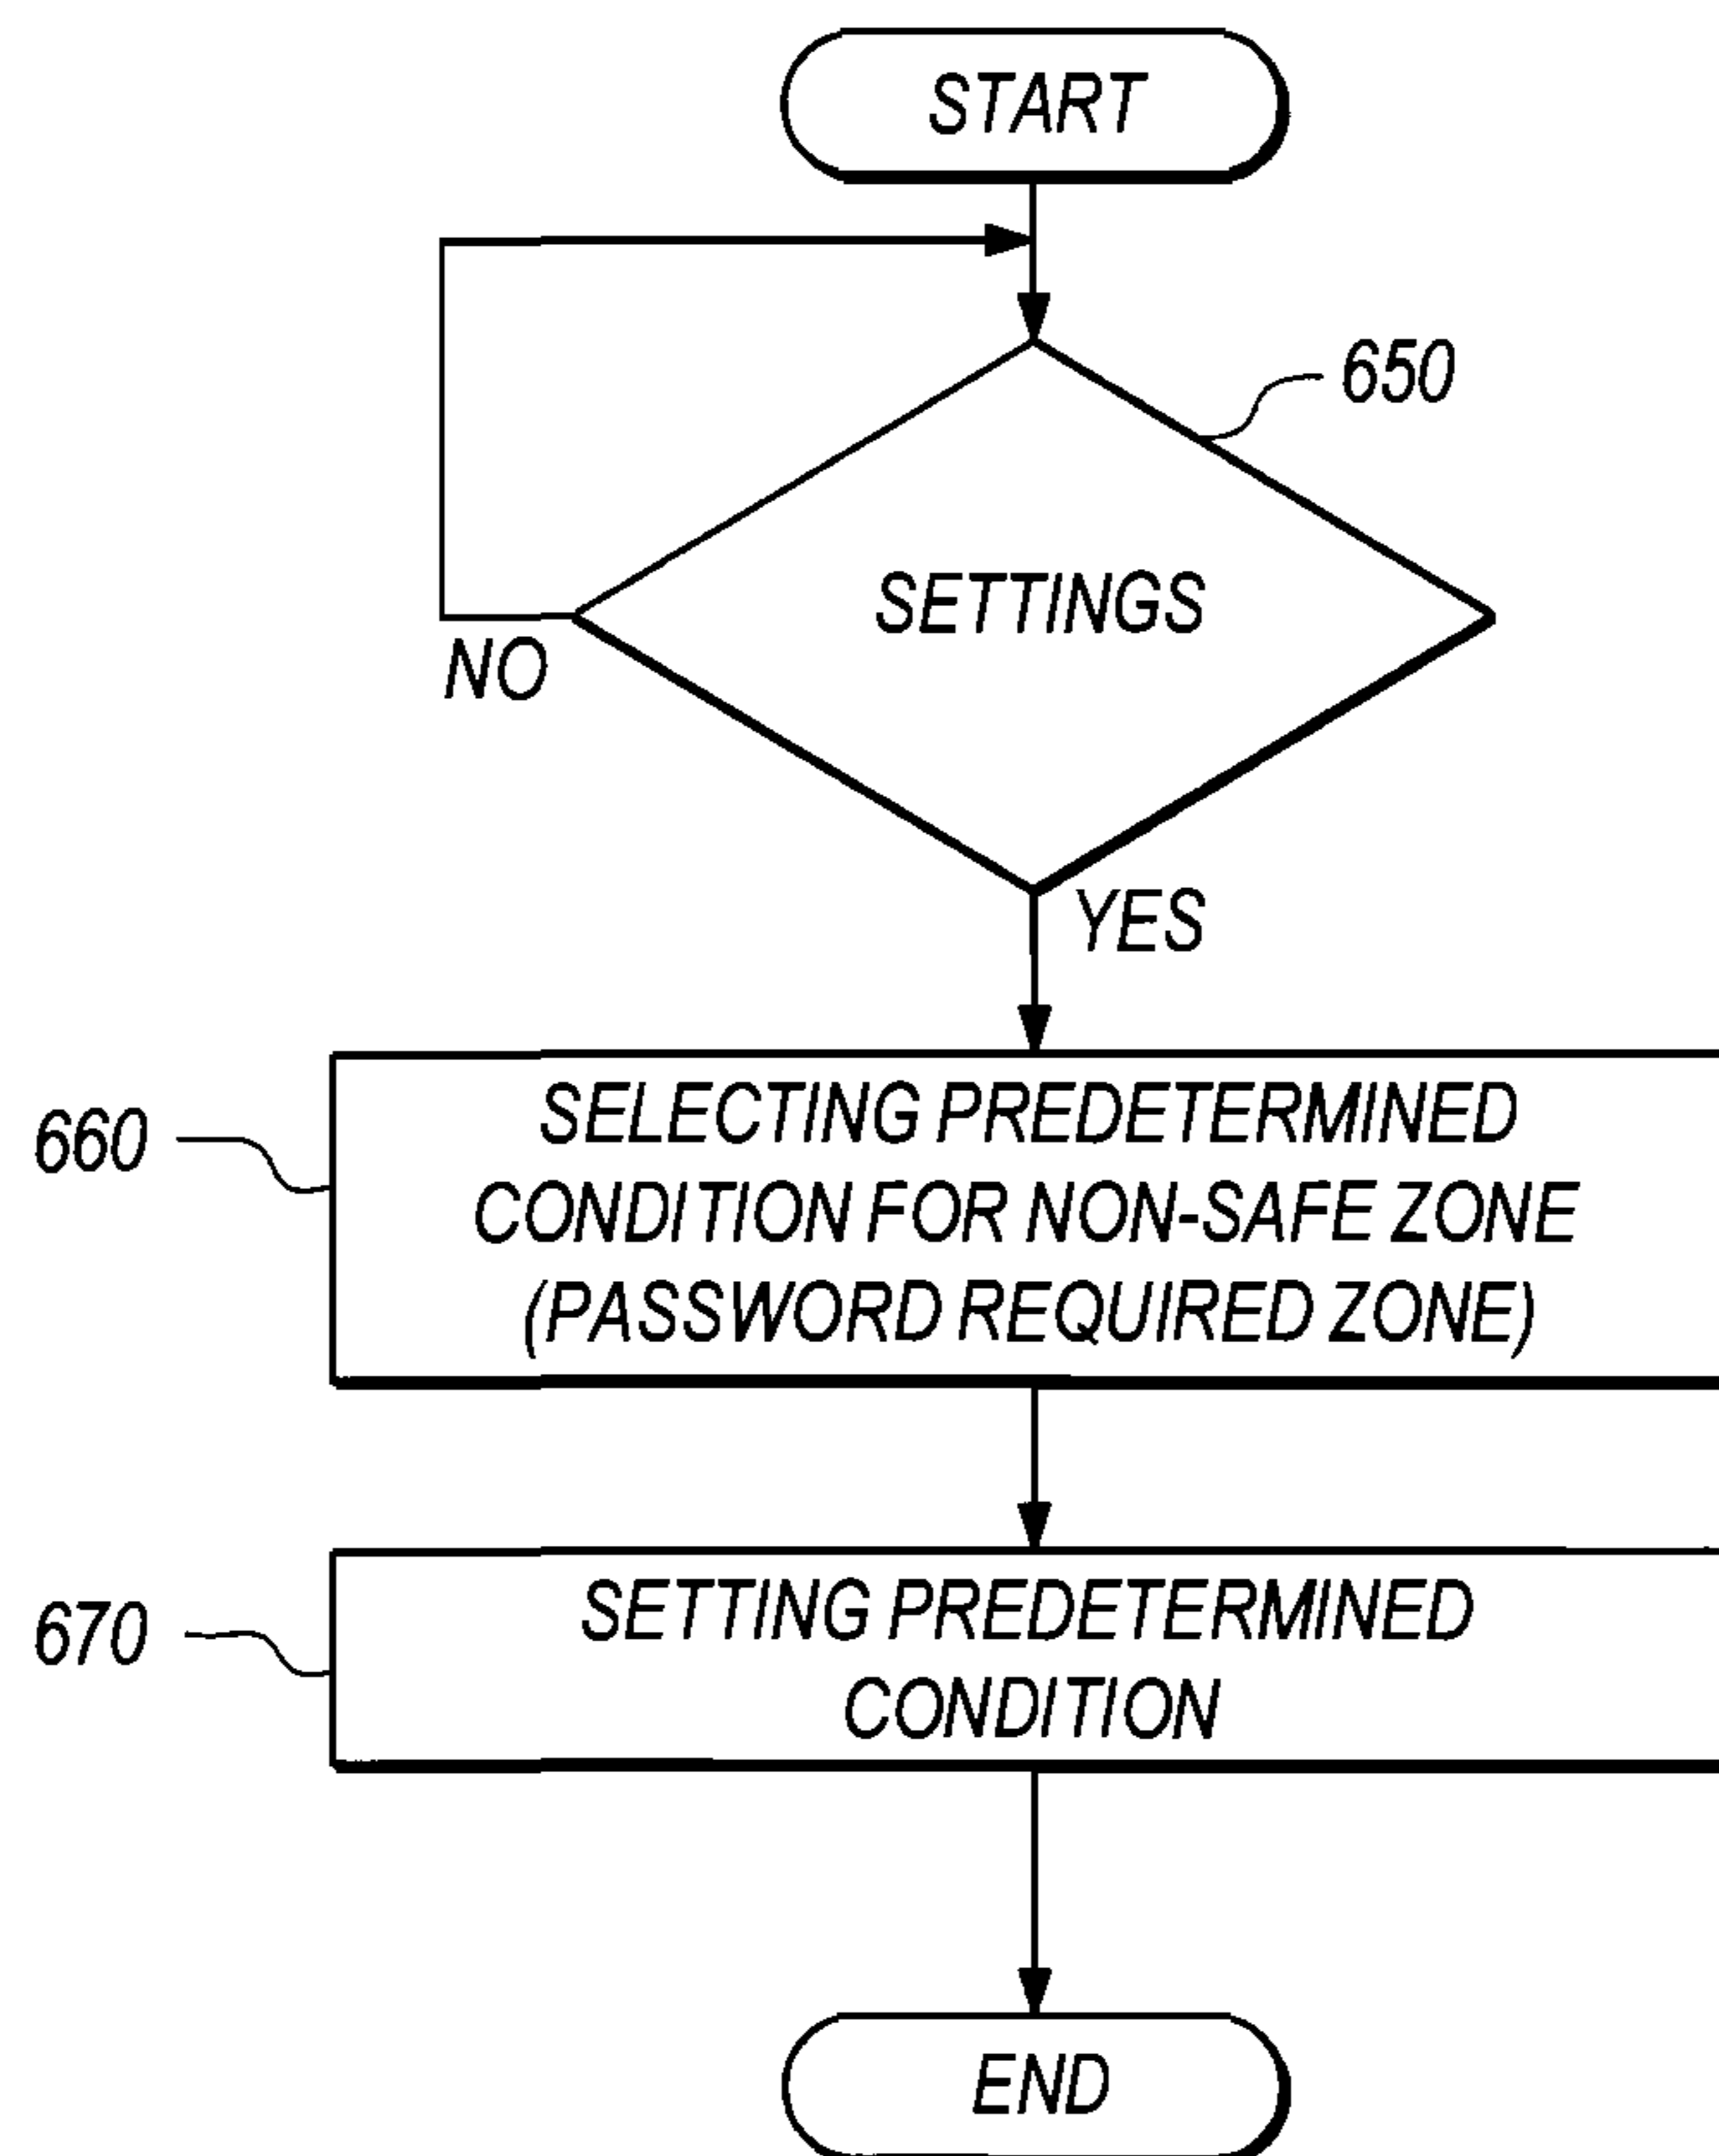 START
650
SETTINGS
NO
YES
660
SELECTING PREDETERMINED
CONDITION FOR NON-SAFE ZONE
(PASSWORD REQUIRED ZONE)
670
SETTING PREDETERMINED
CONDITION
END